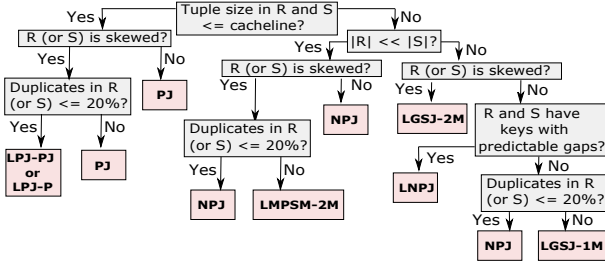 Tuple size in R and S
<= cacheline?
Yes
No
R (or S) is skewed?
|R| << |S|?
Yes
No
Yes
No
Duplicates in R
(or S) <= 20%?
PJ
R (or S) is skewed?
R (or S) is skewed?
Yes
No
Yes
No
Yes
No
LPJ-PJ
or
LPJ-P
PJ
Duplicates in R
(or S) <= 20%?
NPJ
LGSJ-2M
R and S have
keys with
predictable gaps?
Yes
No
Yes
No
NPJ
LMPSM-2M
LNPJ
Duplicates in R
(or S) <= 20%?
Yes
No
NPJ
LGSJ-1M